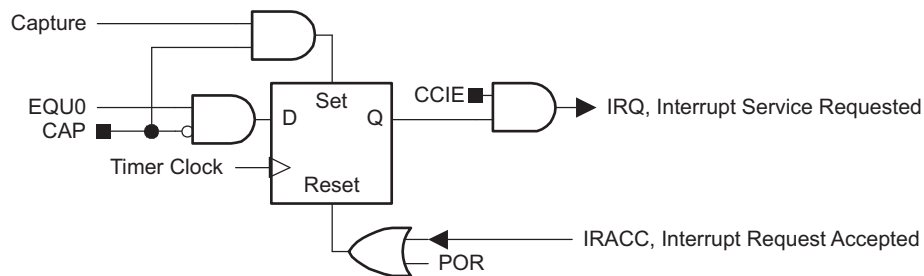 Capture
EQU0
CAP
Timer Clock
Set
D
Q
Reset
CCIE
IRQ, Interrupt Service Requested
IRACC, Interrupt Request Accepted
POR